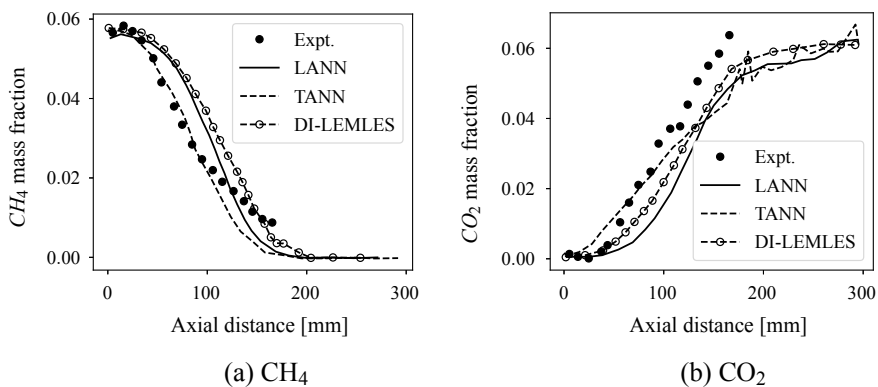 0.06
0.04
0.02
0.00
CH4 mass fraction
Expt.
LANN
TANN
DI-LEMLES
0 100 200 300
Axial distance [mm]
(a) CH4
0.06
0.04
0.02
0.00
CO2 mass fraction
Expt.
LANN
TANN
DI-LEMLES
0 100 200 300
Axial distance [mm]
(b) CO2